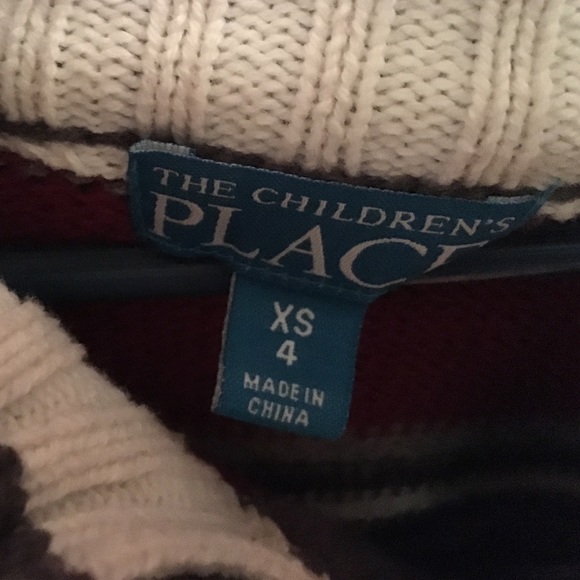 THE CHILDREN'S
PLACE
XS
4
MADE IN
CHINA